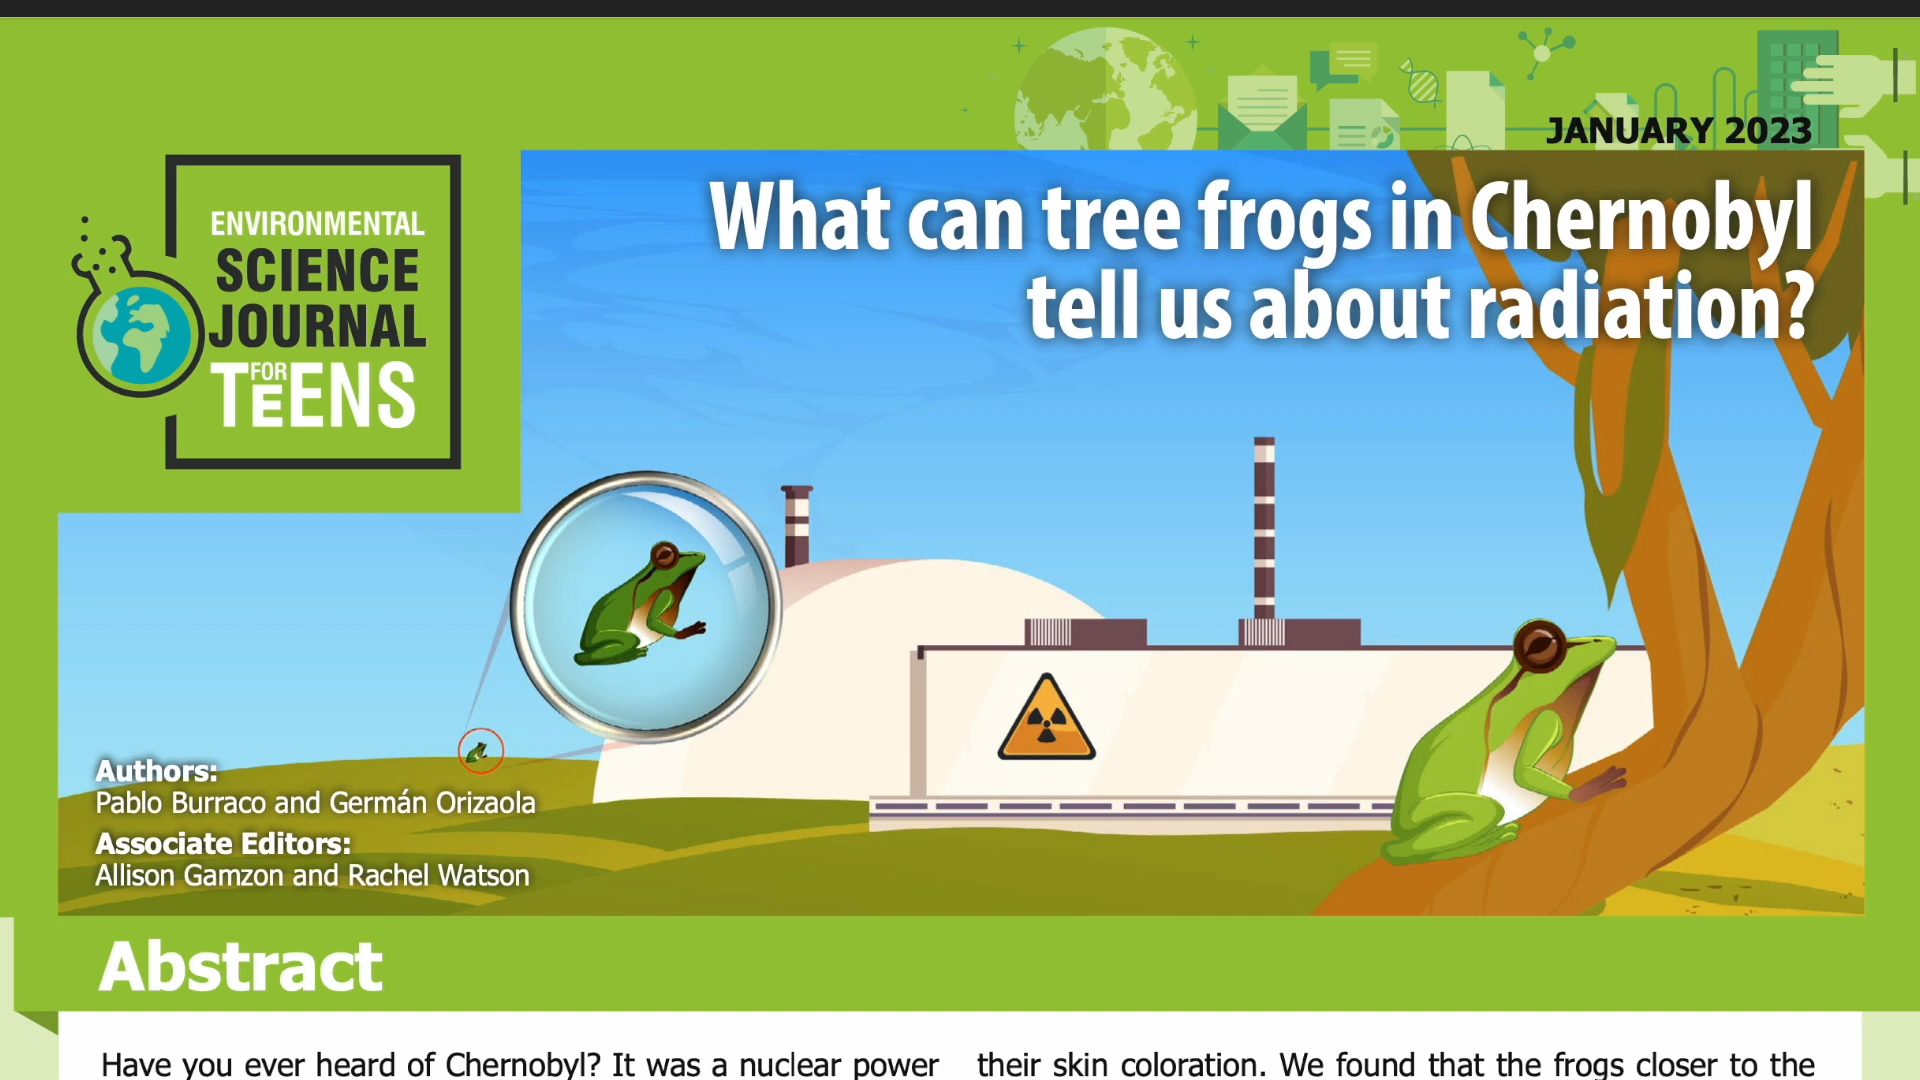 JANUARY 2023
ENVIRONMENTAL
SCIENCE
JOURNAL
FOR
TEENS
What can tree frogs in Chernobyl
tell us about radiation?
Authors:
Pablo Burraco and Germán Orizaola
Associate Editors:
Allison Gamzon and Rachel Watson
Abstract
Have you ever heard of Chernobyl? It was a nuclear power
their skin coloration. We found that the frogs closer to the